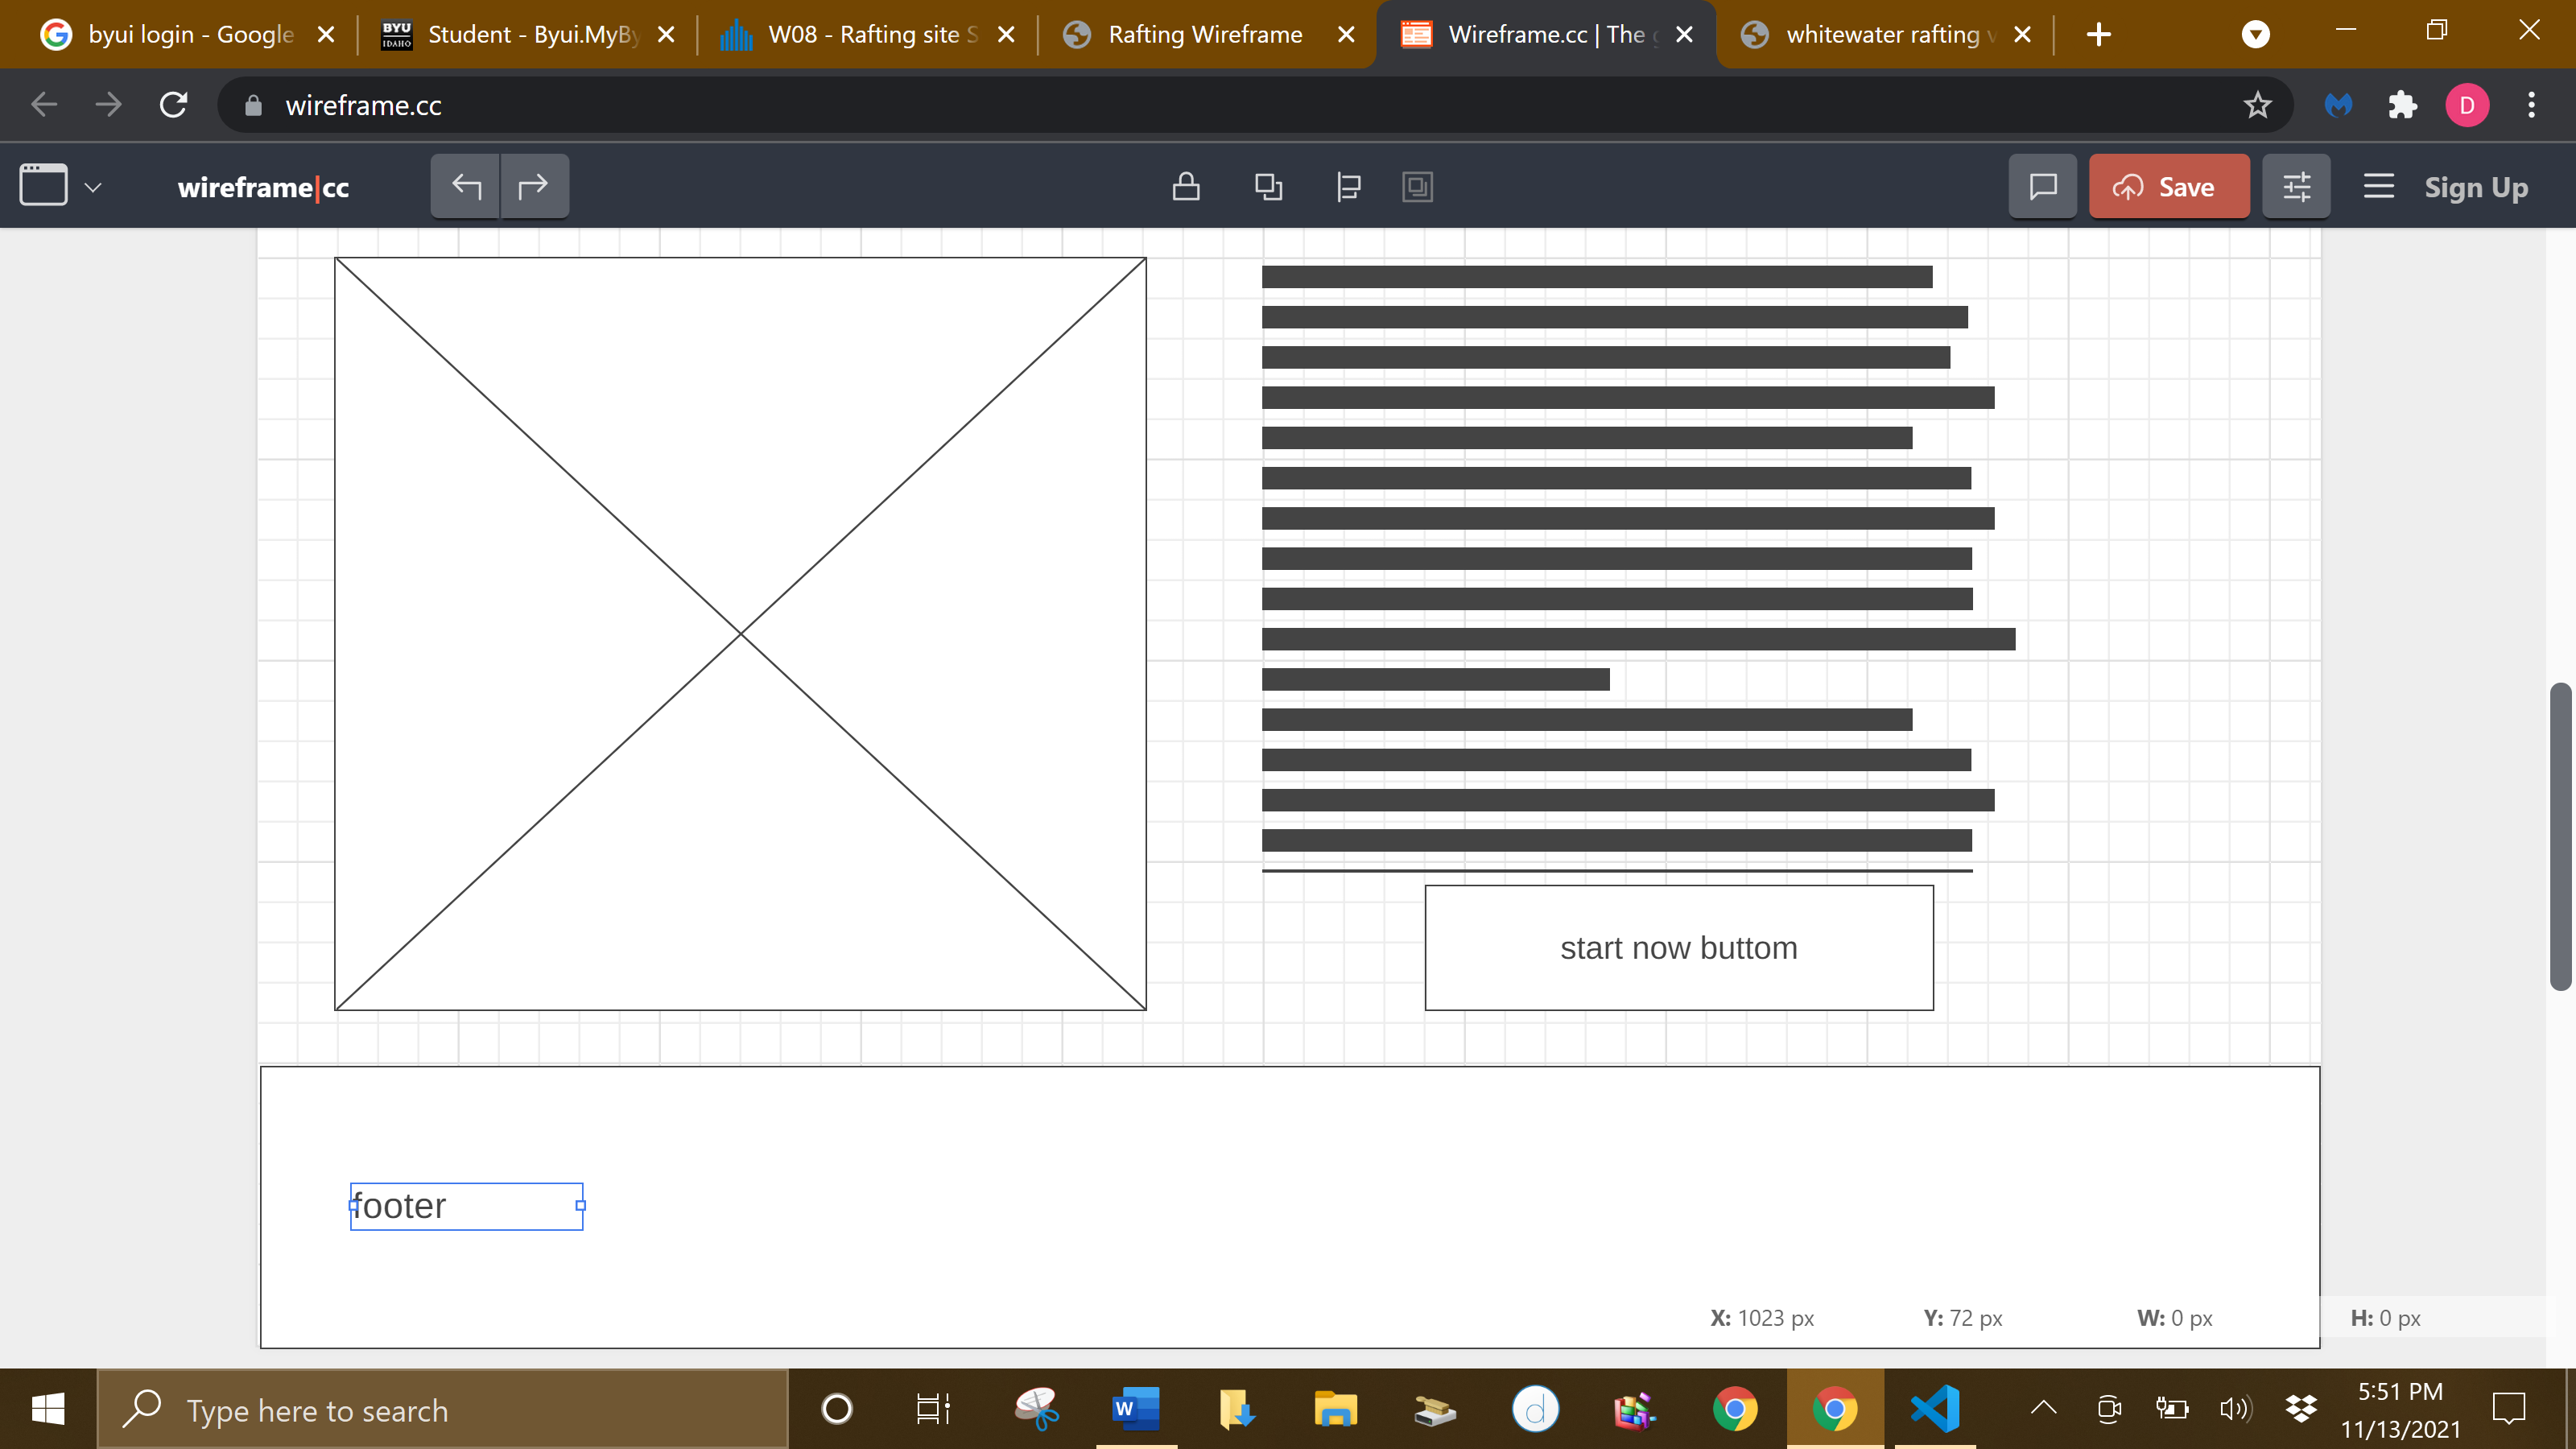 byui login - Google
BYU
IDAHO
Student - Byui.MyBy
W08 - Rafting site S
Rafting Wireframe
Wireframe.cc | The g
whitewater rafting v
wireframe.cc
D
wireframe|cc
Save
Sign Up
start now buttom
footer
X: 1023 px
Y: 72 px
W: 0 px
H: 0 px
Type here to search
W
d
5:51 PM
11/13/2021